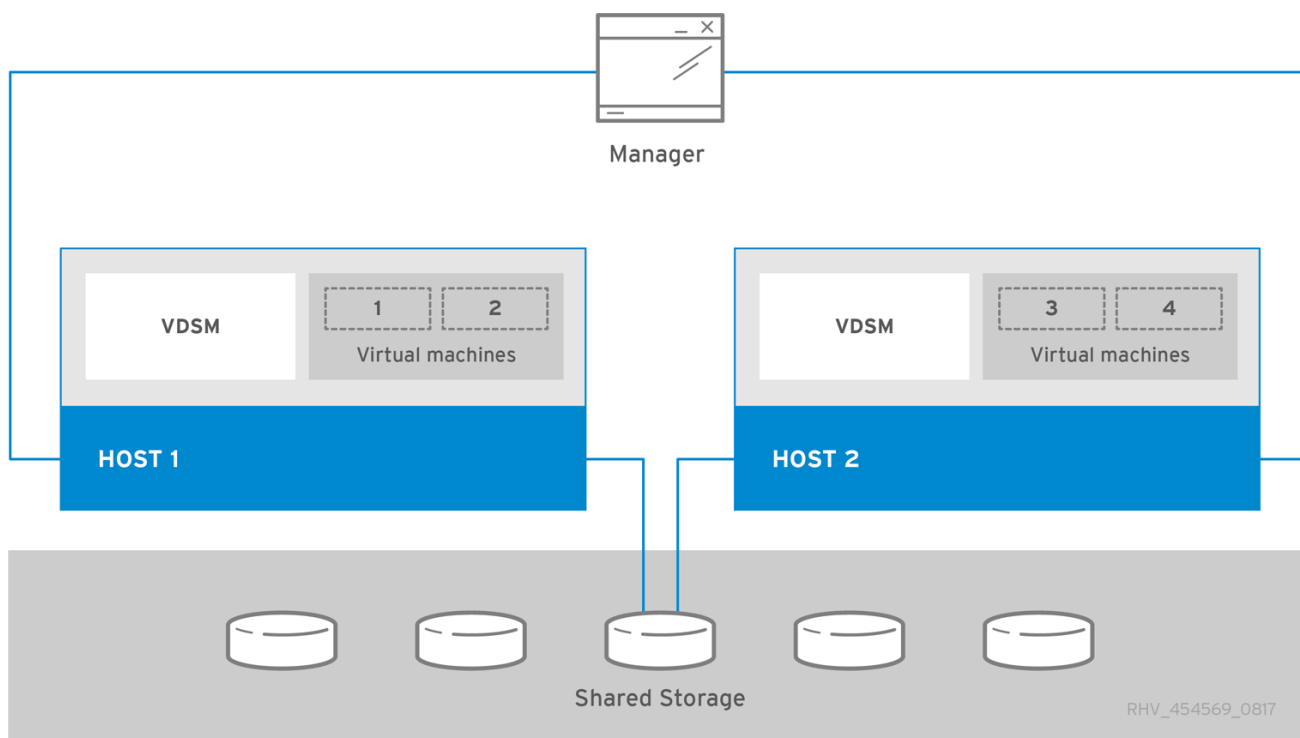 Manager
VDSM
1
2
Virtual machines
HOST 1
VDSM
3
4
Virtual machines
HOST 2
Shared Storage
RHV_454569_0817